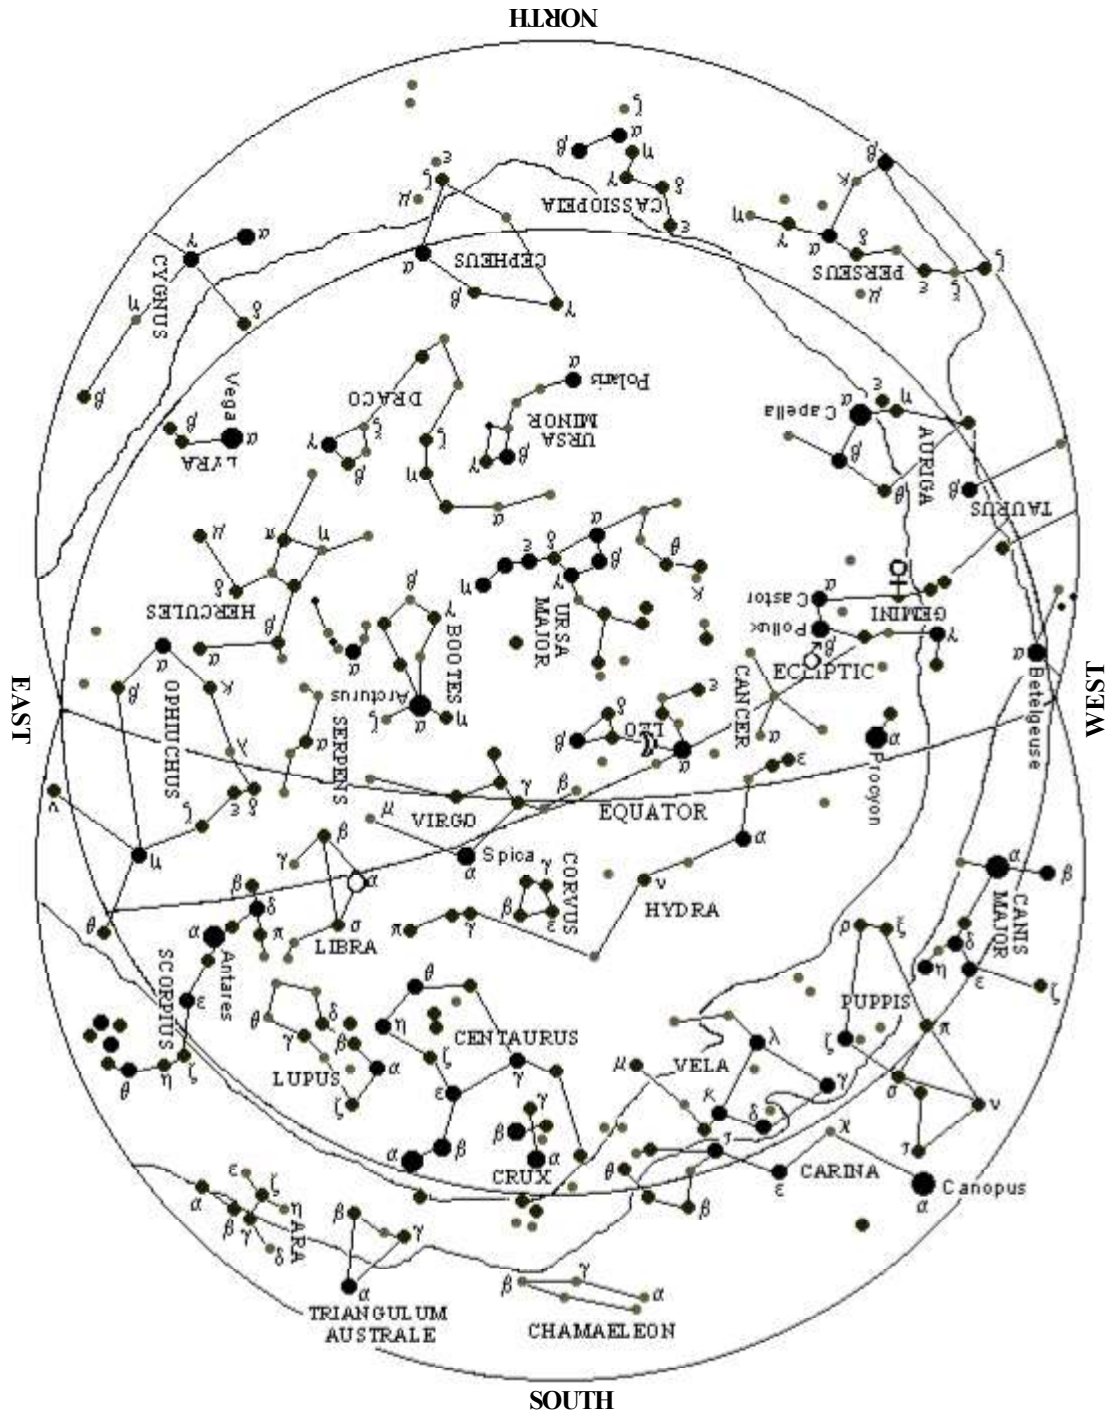 NORTH
ζ
α
β
η
γ
δ
CASSIOPEIA
ε
ε
ζ
μ
α
CEPHEUS
β
γ
β
κ
η
γ
α
δ
PERSEUS
ε
ξ
ζ
μ
γ
α
CYGNUS
η
δ
β
Vega
β
α
LYRA
DRACO
γ
ξ
β
ζ
η
α
α
Polaris
URSA
MINOR
γ
β
ε
α
η
Capella
β
θ
AURIGA
β
TAURUS
μ
π
η
δ
HERCULES
β
α
β
γ
BOOTES
Arcturus
ζ
α
η
α
ε
δ
β
η
γ
URSA
MAJOR
θ
κ
α
Castor
GEMINI
Pollux
β
γ
ECLIPTIC
α
Betelgeuse
EAST
WEST
β
κ
OPHIUCHUS
λ
ν
ζ
ε
δ
η
θ
SERPENS
α
δ
ε
LEO
β
α
CANCER
α
α
Procyon
ε
μ
VIRGO
γ
β
EQUATOR
Spica
α
α
β
γ
α
σ
LIBRA
CORVUS
γ
β
ε
HYDRA
ν
π
γ
α
β
CANIS
MAJOR
δ
η
ε
ζ
β
δ
α
π
Antares
SCORPIUS
ε
ζ
η
θ
θ
δ
γ
β
α
LUPUS
ζ
θ
η
CENTAURUS
ζ
γ
ε
α
β
γ
β
α
CRUX
ρ
ξ
PUPPIS
ζ
π
σ
ν
τ
λ
μ
VELA
γ
κ
δ
χ
ι
θ
CARINA
ε
β
Canopus
α
ε
ζ
α
η
β
γ
δ
ARA
β
γ
α
TRIANGULUM
AUSTRALE
β
γ
α
CHAMAELEON
SOUTH